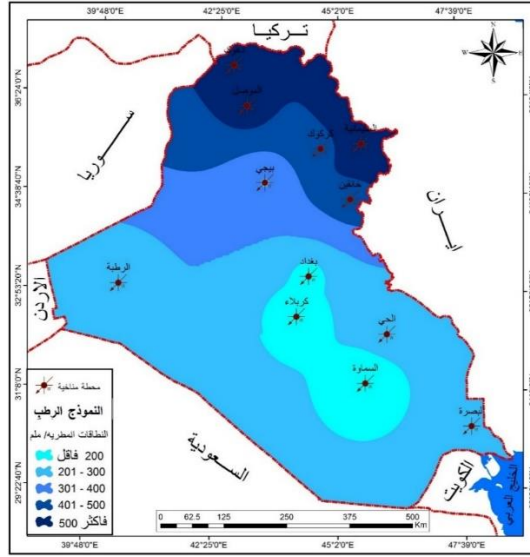 39°48'0"E 42°25'0"E 45°2'0"E 47°39'0"E
تركيا
36°24'0"N
الموصل
سوريا
كركوك
السليمانية
34°38'40"N
بيجي
خانقين
ايران
الرطبة
بغداد
32°53'20"N
الاردن
كربلاء
الحي
السماوة
31°8'0"N
بصرة
محطة مناخية
النموذج الرطب
النطاقات المطرية/ ملم
200 فاقل
201 - 300
301 - 400
401 - 500
500 فاكثر
السعودية
الكويت
الخليج العربي
29°22'40"N
0 62.5 125 250 375 500
Km
39°48'0"E 42°25'0"E 45°2'0"E 47°39'0"E
N
W E
S